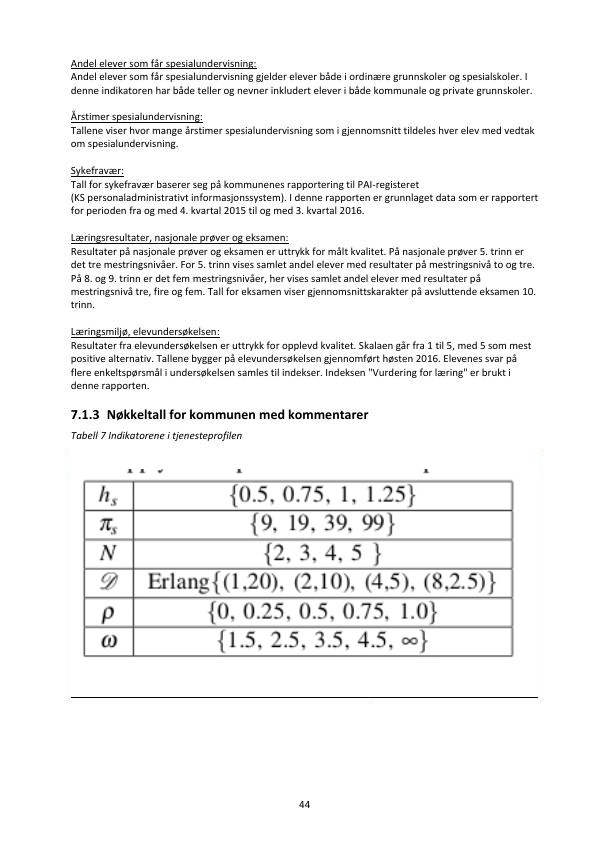 Andel elever som får spesialundervisning:
Andel elever som får spesialundervisning gjelder elever både i ordinære grunnskoler og spesialskoler. I
denne indikatoren har både teller og nevner inkludert elever i både kommunale og private grunnskoler.
Årstimer spesialundervisning:
Tallene viser hvor mange årstimer spesialundervisning som i gjennomsnitt tildeles hver elev med vedtak
om spesialundervisning.
Sykefravær:
Tall for sykefravær baserer seg på kommunenes rapportering til PAI-registeret
(KS personaladministrativt informasjonssystem). I denne rapporten er grunnlaget data som er rapportert
for perioden fra og med 4. kvartal 2015 til og med 3. kvartal 2016.
Læringsresultater, nasjonale prøver og eksamen:
Resultater på nasjonale prøver og eksamen er uttrykk for målt kvalitet. På nasjonale prøver 5. trinn er
det tre mestringsnivåer. For 5. trinn vises samlet andel elever med resultater på mestringsnivå to og tre.
På 8. og 9. trinn er det fem mestringsnivåer, her vises samlet andel elever med resultater på
mestringsnivå tre, fire og fem. Tall for eksamen viser gjennomsnittskarakter på avsluttende eksamen 10.
trinn.
Læringsmiljø, elevundersøkelsen:
Resultater fra elevundersøkelsen er uttrykk for opplevd kvalitet. Skalaen går fra 1 til 5, med 5 som mest
positive alternativ. Tallene bygger på elevundersøkelsen gjennomført høsten 2016. Elevenes svar på
flere enkeltspørsmål i undersøkelsen samles til indekser. Indeksen "Vurdering for læring" er brukt i
denne rapporten.
7.1.3 Nøkkeltall for kommunen med kommentarer
Tabell 7 Indikatorene i tjenesteprofilen
h_s {0.5, 0.75, 1, 1.25}
π_s {9, 19, 39, 99}
N {2, 3, 4, 5 }
𝒟 Erlang{(1,20), (2,10), (4,5), (8,2.5)}
ρ {0, 0.25, 0.5, 0.75, 1.0}
ω {1.5, 2.5, 3.5, 4.5, ∞}
44